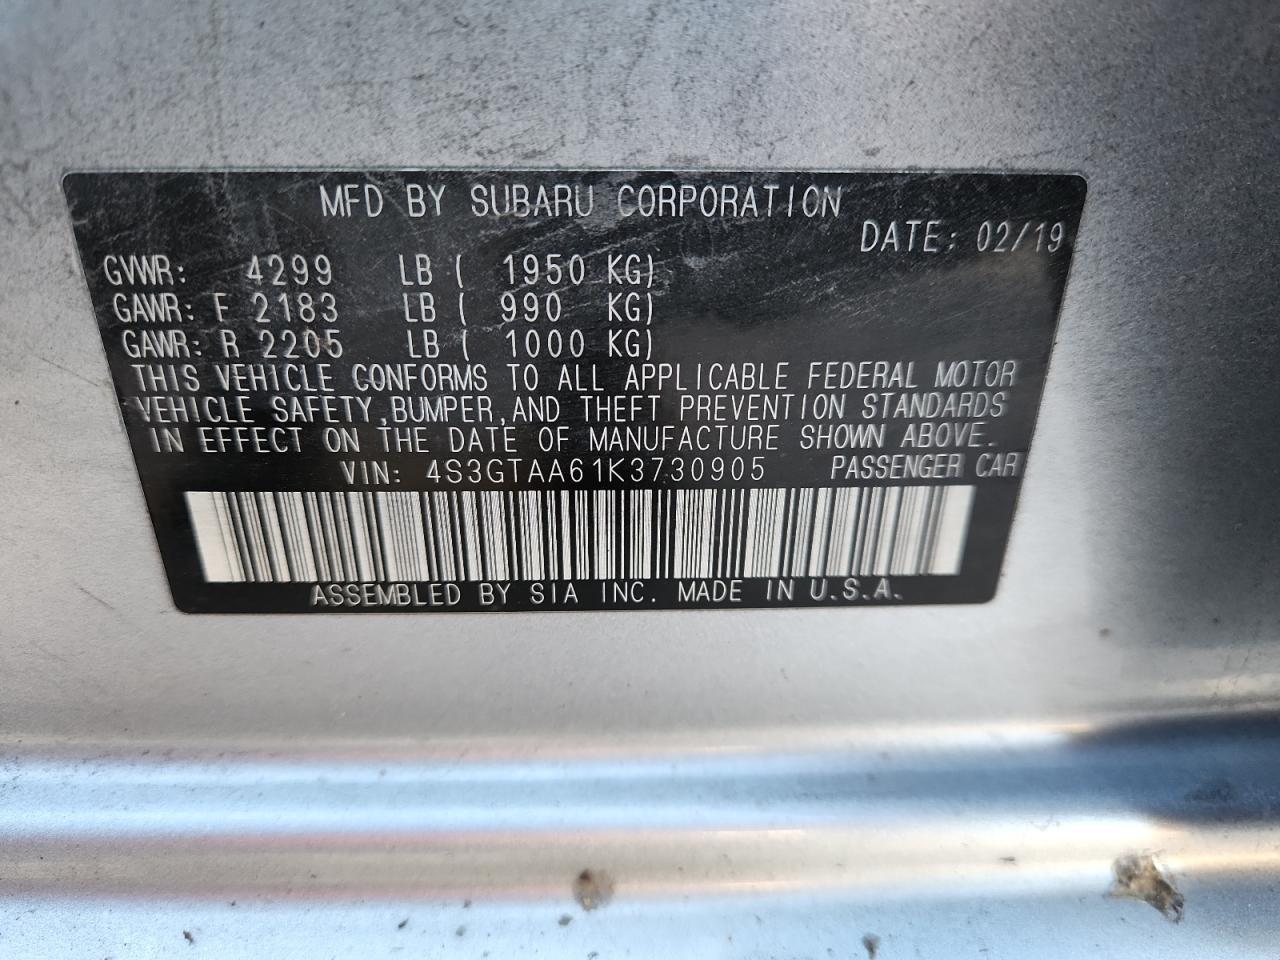 MFD BY SUBARU CORPORATION
DATE: 02/19
GVWR: 4299 LB ( 1950 KG)
GAWR: F 2183 LB ( 990 KG)
GAWR: R 2205 LB ( 1000 KG)
THIS VEHICLE CONFORMS TO ALL APPLICABLE FEDERAL MOTOR
VEHICLE SAFETY,BUMPER,AND THEFT PREVENTION STANDARDS
IN EFFECT ON THE DATE OF MANUFACTURE SHOWN ABOVE.
VIN: 4S3GTAA61K3730905 PASSENGER CAR
ASSEMBLED BY SIA INC. MADE IN U.S.A.